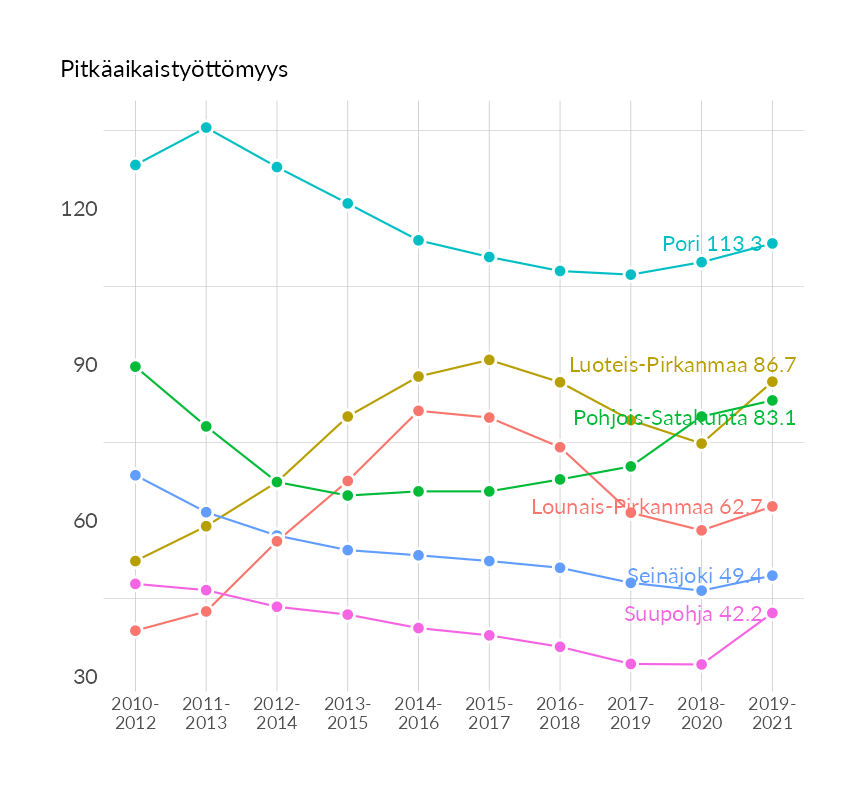 Pitkäaikaistyöttömyys
120
90
60
30
Pori 113.3
Luoteis-Pirkanmaa 86.7
Pohjois-Satakunta 83.1
Lounais-Pirkanmaa 62.7
Seinäjoki 49.4
Suupohja 42.2
2010- 2011- 2012- 2013- 2014- 2015- 2016- 2017- 2018- 2019-
2012 2013 2014 2015 2016 2017 2018 2019 2020 2021